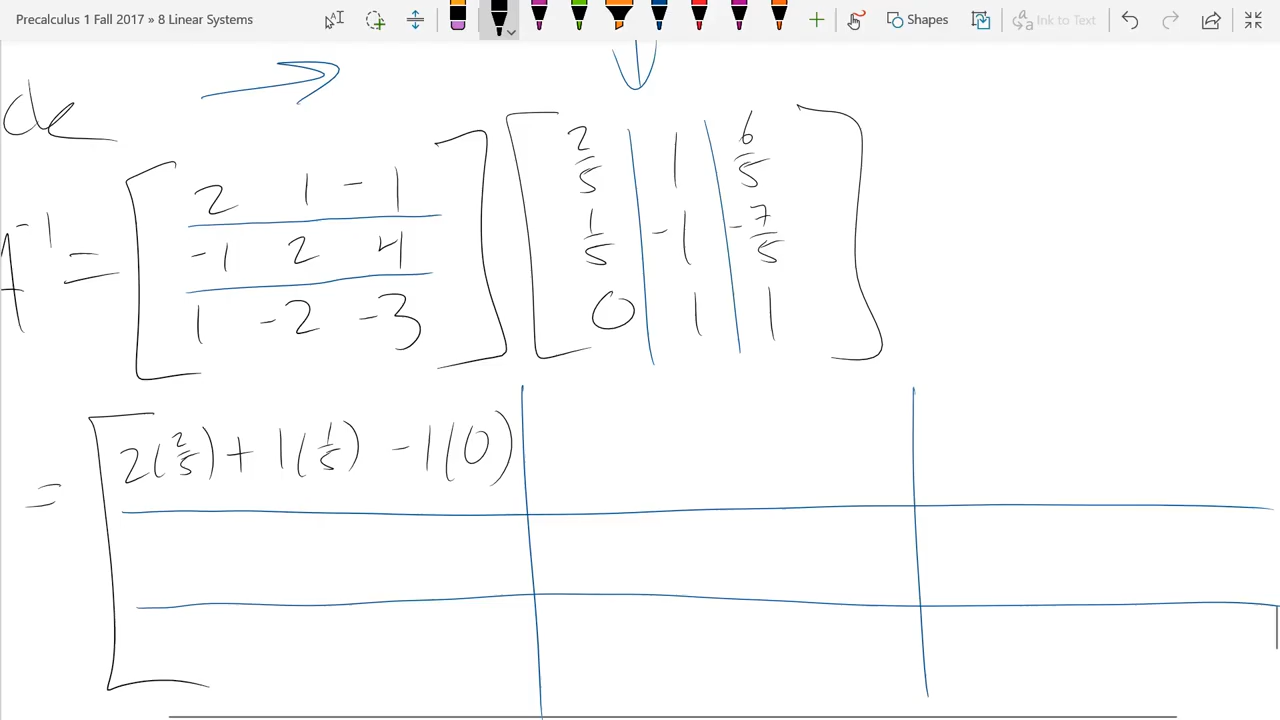 Precalculus 1 Fall 2017 » 8 Linear Systems Shapes Ink to Text
A⁻¹ = [ 2 1 -1 ] [ 2/5 1 6/5 ]
[ -1 2 4 ] [ 1/5 -1 -7/5 ]
[ 1 -2 -3 ] [ 0 1 1 ]
= [ 2(2/5) + 1(1/5) - 1(0)